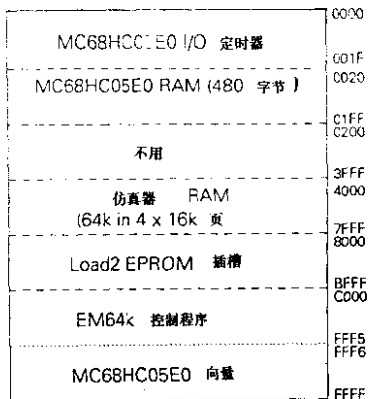 0000
MC68HC05E0 I/O 定时器
001F
0020
MC68HC05E0 RAM (480 字节)
01FF
0200
不用
3FFF
4000
仿真器 RAM
(64k in 4 x 16k 页
7FFF
8000
Load2 EPROM 插槽
BFFF
C000
EM64k 控制程序
FFF5
FFF6
MC68HC05E0 向量
FFFF